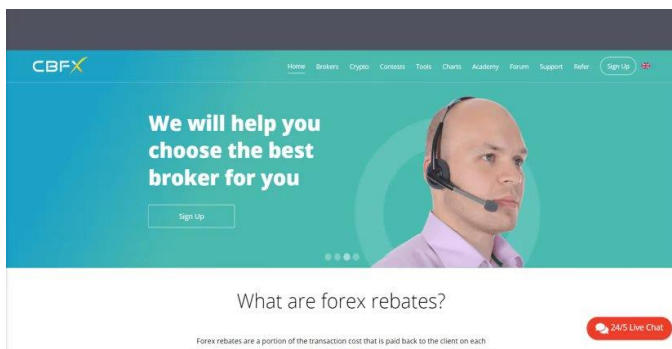 CBFX
Home Brokers Crypto Contests Tools Charts Academy Forum Support Refer Sign Up
We will help you
choose the best
broker for you
Sign Up
What are forex rebates?
Forex rebates are a portion of the transaction cost that is paid back to the client on each
24/5 Live Chat